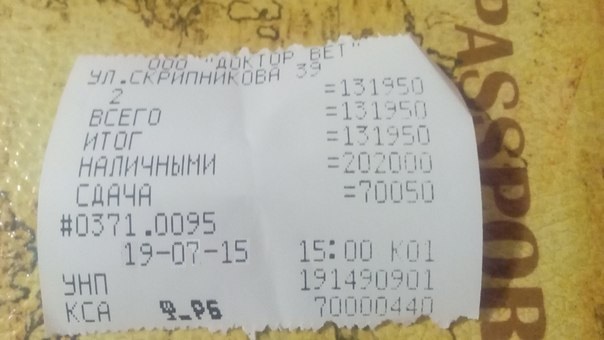 ООО "ДОКТОР ВЕТ"
УЛ.СКРИПНИКОВА 39
2 =131950
ВСЕГО =131950
ИТОГ =131950
НАЛИЧНЫМИ =202000
СДАЧА =70050
#0371.0095
19-07-15 15:00 К01
УНП 191490901
КСА РБ 70000440
PASSPOR